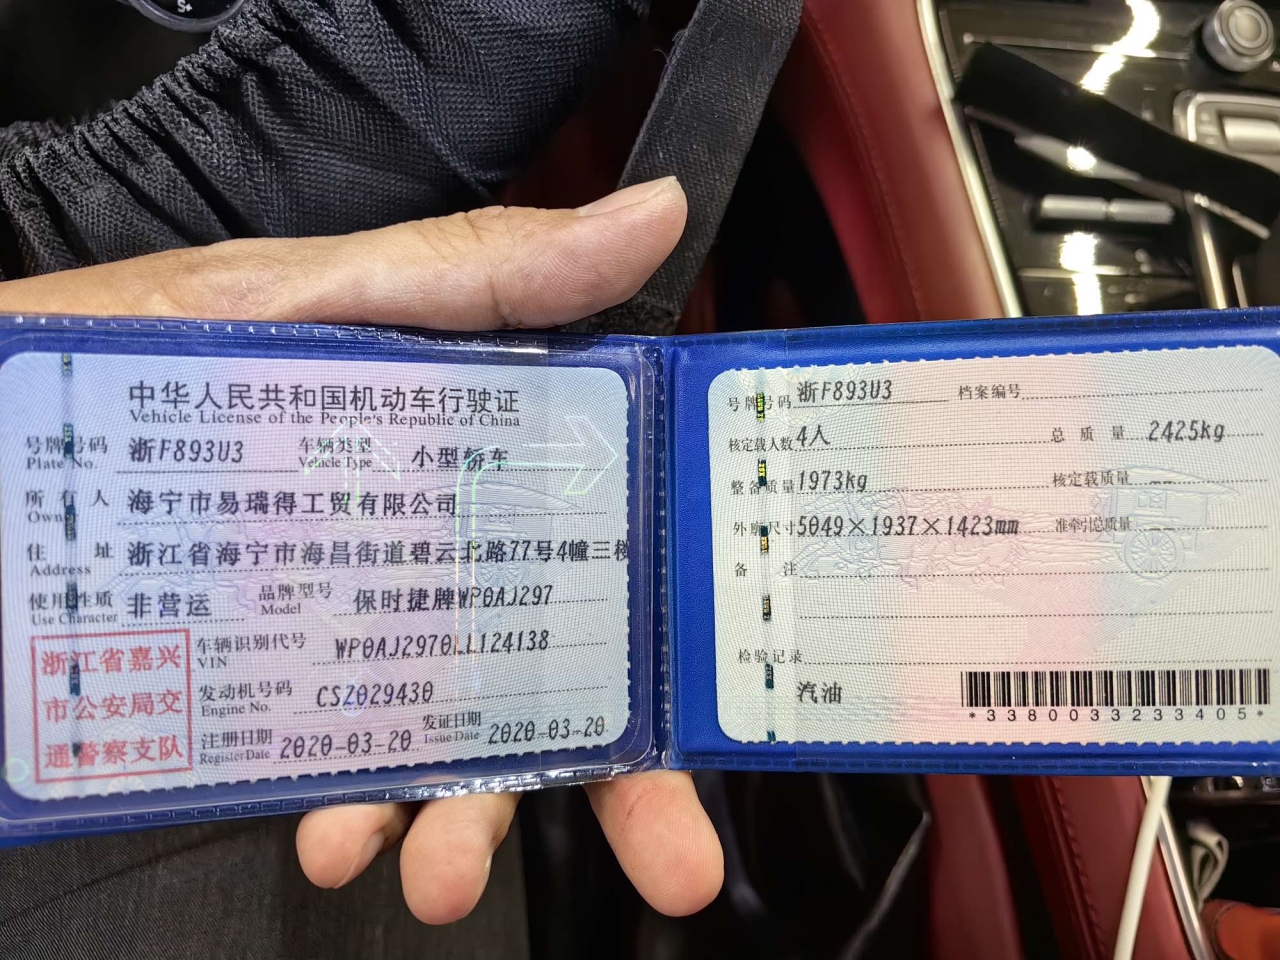 S+
中华人民共和国机动车行驶证
Vehicle License of the People's Republic of China
号牌号码 浙F893U3 车辆类型 小型轿车
Plate No. Vehicle Type
所有人 海宁市易瑞得工贸有限公司
Owner
住址 浙江省海宁市海昌街道碧云北路77号4幢三楼
Address
使用性质 非营运 品牌型号 保时捷牌WP0AJ297
Use Character Model
浙江省嘉兴
市公安局交
通警察支队
车辆识别代号 WP0AJ2970LL124138
VIN
发动机号码 CSZ029430
Engine No.
注册日期 2020-03-20 发证日期 2020-03-20
Register Date Issue Date
号牌号码 浙F893U3 档案编号
核定载人数 4人 总质量 2425kg
整备质量 1973kg 核定载质量 --
外廓尺寸 5049×1937×1423mm 准牵引总质量 --
备注
检验记录
汽油
*3380033233405*